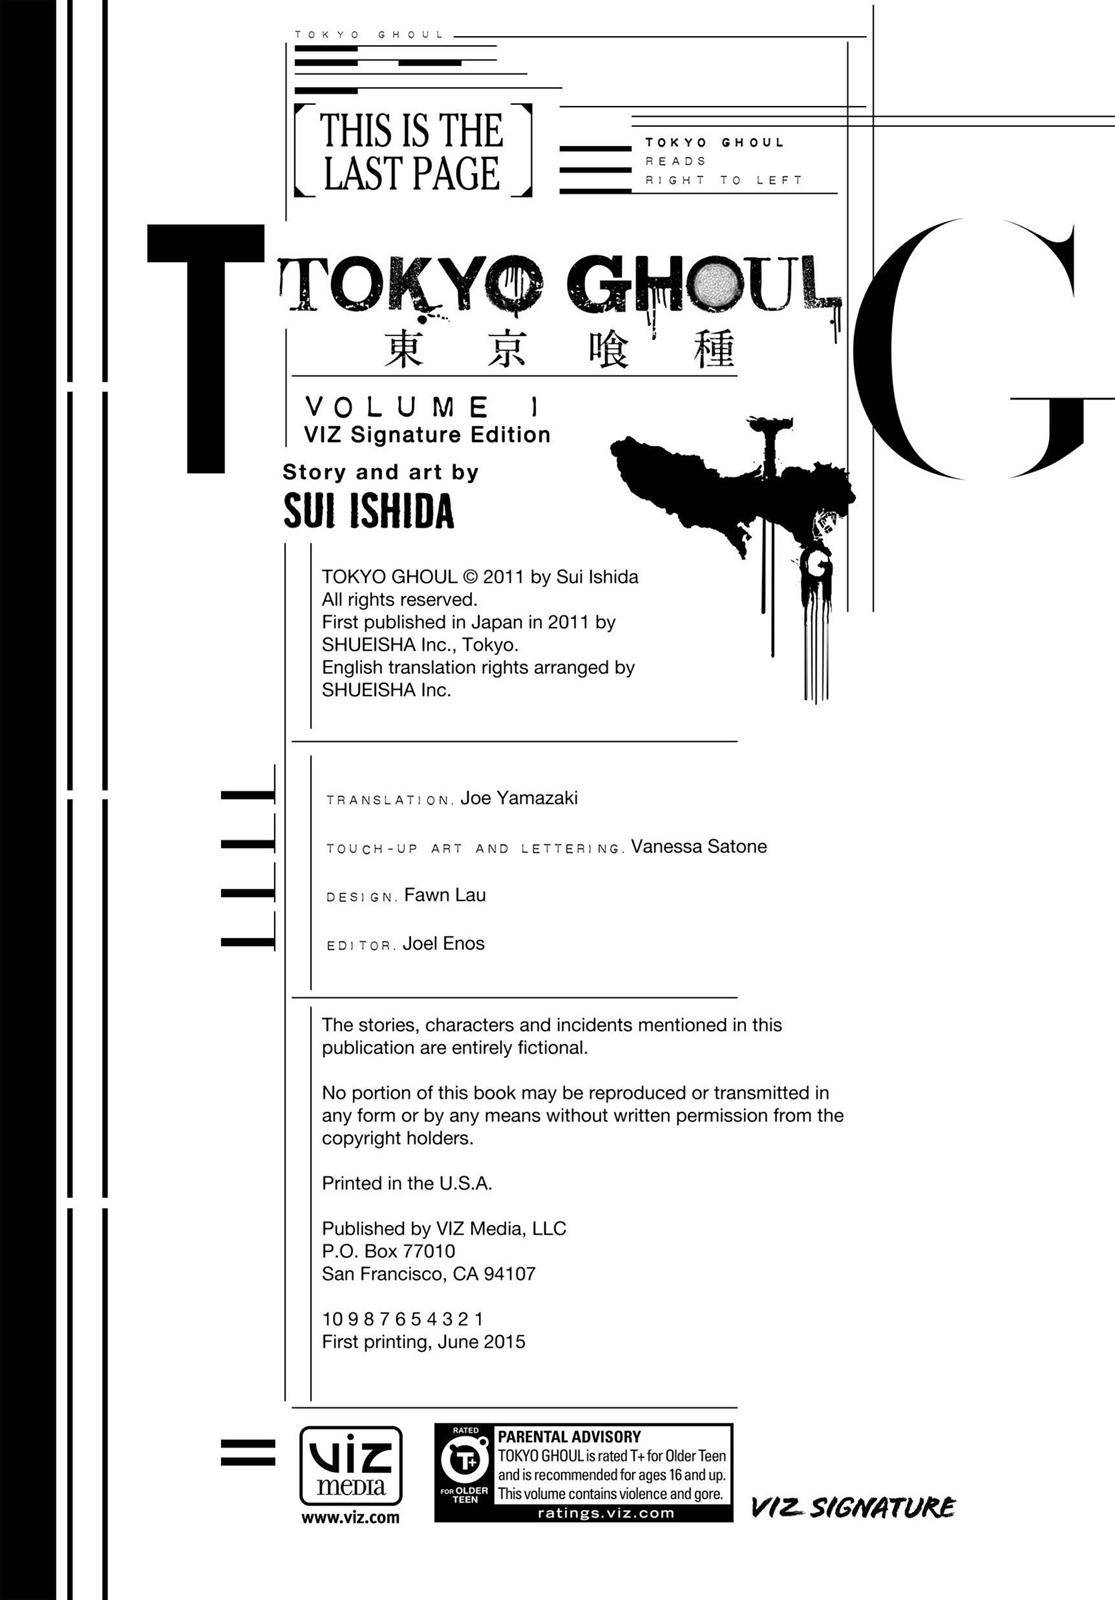 TOKYO GHOUL
THIS IS THE
LAST PAGE
TOKYO GHOUL
READS
RIGHT TO LEFT
T
G
TOKYO GHOUL
東京喰種
VOLUME 1
VIZ Signature Edition
Story and art by
SUI ISHIDA
T
G
TOKYO GHOUL © 2011 by Sui Ishida
All rights reserved.
First published in Japan in 2011 by
SHUEISHA Inc., Tokyo.
English translation rights arranged by
SHUEISHA Inc.
TRANSLATION. Joe Yamazaki
TOUCH-UP ART AND LETTERING. Vanessa Satone
DESIGN. Fawn Lau
EDITOR. Joel Enos
The stories, characters and incidents mentioned in this
publication are entirely fictional.
No portion of this book may be reproduced or transmitted in
any form or by any means without written permission from the
copyright holders.
Printed in the U.S.A.
Published by VIZ Media, LLC
P.O. Box 77010
San Francisco, CA 94107
10 9 8 7 6 5 4 3 2 1
First printing, June 2015
VIZ
MEDIA
www.viz.com
RATED
T+
FOR OLDER
TEEN
PARENTAL ADVISORY
TOKYO GHOUL is rated T+ for Older Teen
and is recommended for ages 16 and up.
This volume contains violence and gore.
ratings.viz.com
VIZ SIGNATURE